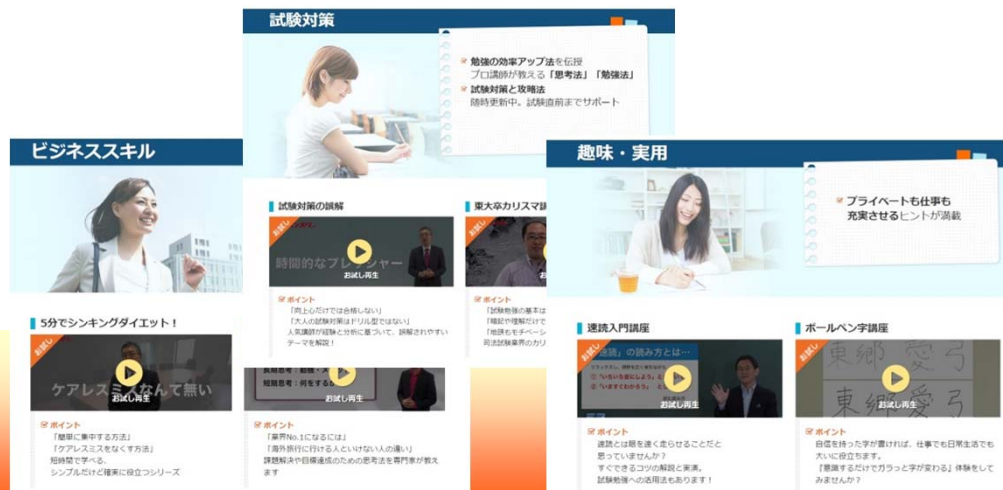 試験対策
勉強の効率アップ法を伝授
プロ講師が教える「思考法」「勉強法」
試験対策と攻略法
随時更新中。試験直前までサポート
試験対策の誤解
お試し
時間的なプレッシャー
お試し再生
ポイント
「向上心だけでは合格しない」
「大人の試験対策はドリル型ではない」
人気講師が経験と分析に基づいて、誤解されやすい
テーマを解説！
東大卒カリスマ講
お試し
ポイント
「試験勉強の基本は
「暗記や理解だけで
「地頭もモチベーシ
司法試験業界のカリ
ビジネススキル
5分でシンキングダイエット！
お試し
ケアレスミスなんて無い
お試し再生
ポイント
「簡単に集中する方法」
「ケアレスミスをなくす方法」
短時間で学べる、
シンプルだけど確実に役立つシリーズ
短期思考：何をするか
お試し再生
ポイント
「業界No.1になるには」
「海外旅行に行ける人といけない人の違い」
課題解決や目標達成のための思考法を専門家が教え
ます
趣味・実用
プライベートも仕事も
充実させるヒントが満載
速読入門講座
お試し
「速読」の読み方とは…
お試し再生
ポイント
速読とは眼を速く走らせることだと
思っていませんか？
すぐできるコツの解説と実演。
試験勉強への活用法もあります！
ボールペン字講座
お試し
東郷愛弓
東郷愛弓
お試し再生
ポイント
自信を持った字が書ければ、仕事でも日常生活でも
大いに役立ちます。
『意識するだけでガラっと字が変わる』体験をして
みませんか？